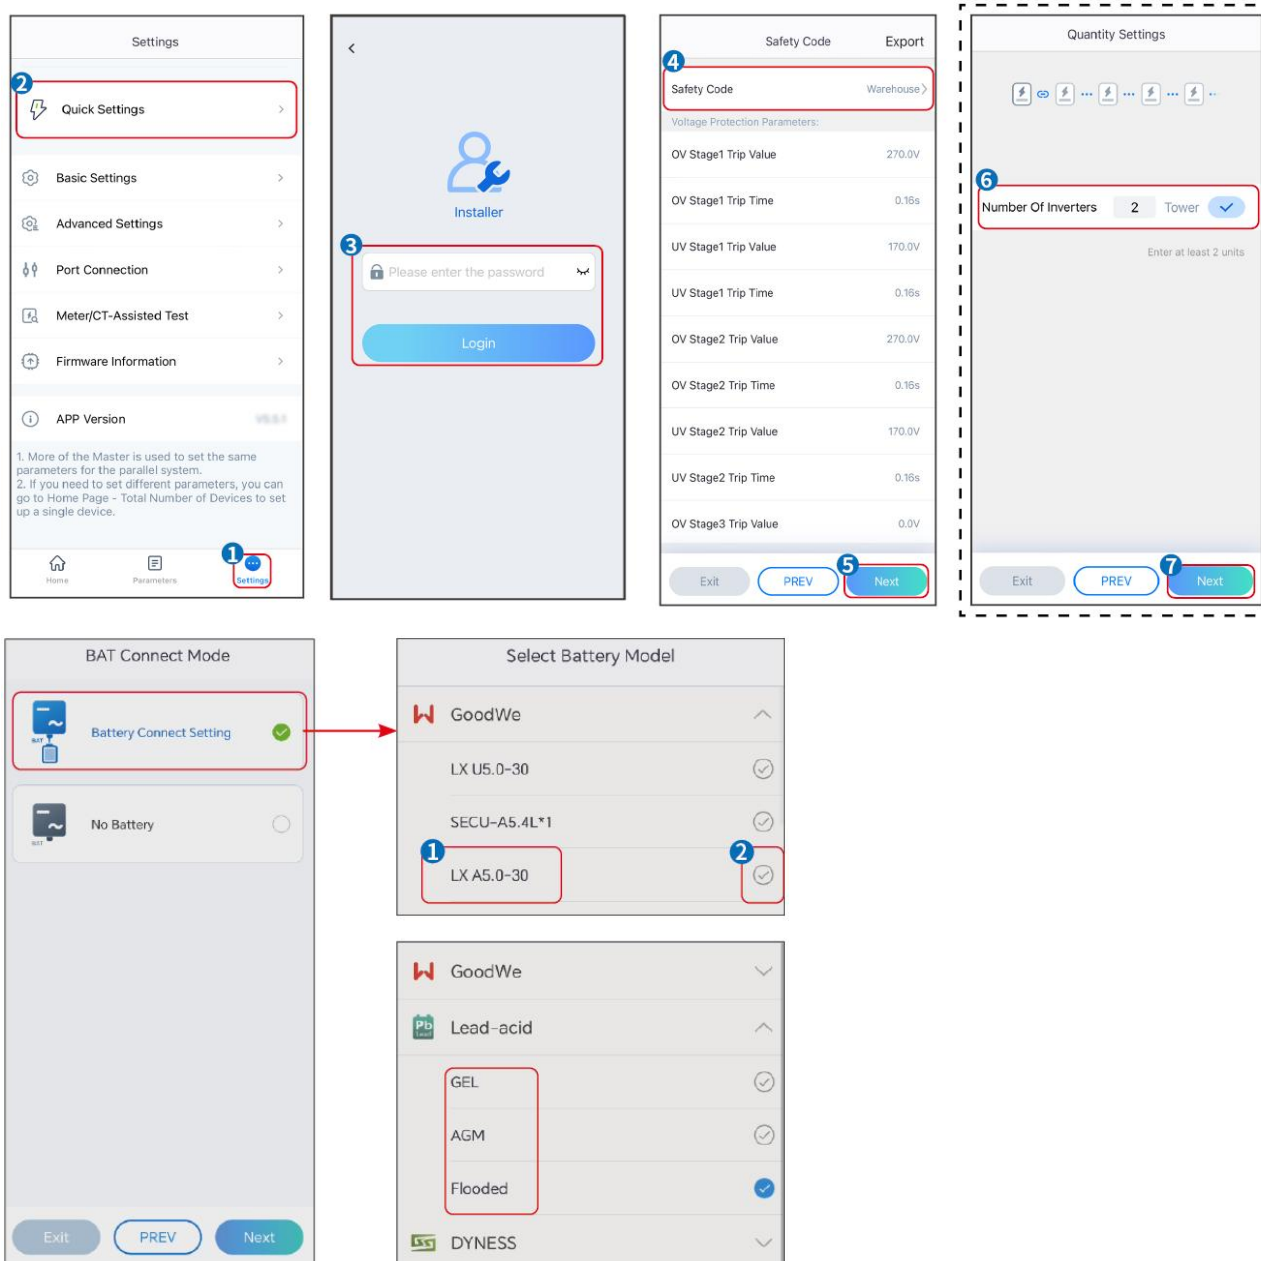 Settings
2
Quick Settings
Basic Settings
Advanced Settings
Port Connection
Meter/CT-Assisted Test
Firmware Information
APP Version
1. More of the Master is used to set the same
parameters for the parallel system.
2. If you need to set different parameters, you can
go to Home Page - Total Number of Devices to set
up a single device.
1
Home
Parameters
Settings
Installer
3
Please enter the password
Login
Safety Code Export
4
Safety Code Warehouse
Voltage Protection Parameters:
OV Stage1 Trip Value 270.0V
OV Stage1 Trip Time 0.16s
UV Stage1 Trip Value 170.0V
UV Stage1 Trip Time 0.16s
OV Stage2 Trip Value 270.0V
OV Stage2 Trip Time 0.16s
UV Stage2 Trip Value 170.0V
UV Stage2 Trip Time 0.16s
OV Stage3 Trip Value 0.0V
5
Exit PREV Next
Quantity Settings
6
Number Of Inverters 2 Tower
Enter at least 2 units
7
Exit PREV Next
BAT Connect Mode
Battery Connect Setting
BAT
No Battery
BAT
Exit PREV Next
Select Battery Model
GoodWe
LX U5.0-30
SECU-A5.4L*1
1 2
LX A5.0-30
GoodWe
Pb
Lead-acid
GEL
AGM
Flooded
DYNESS